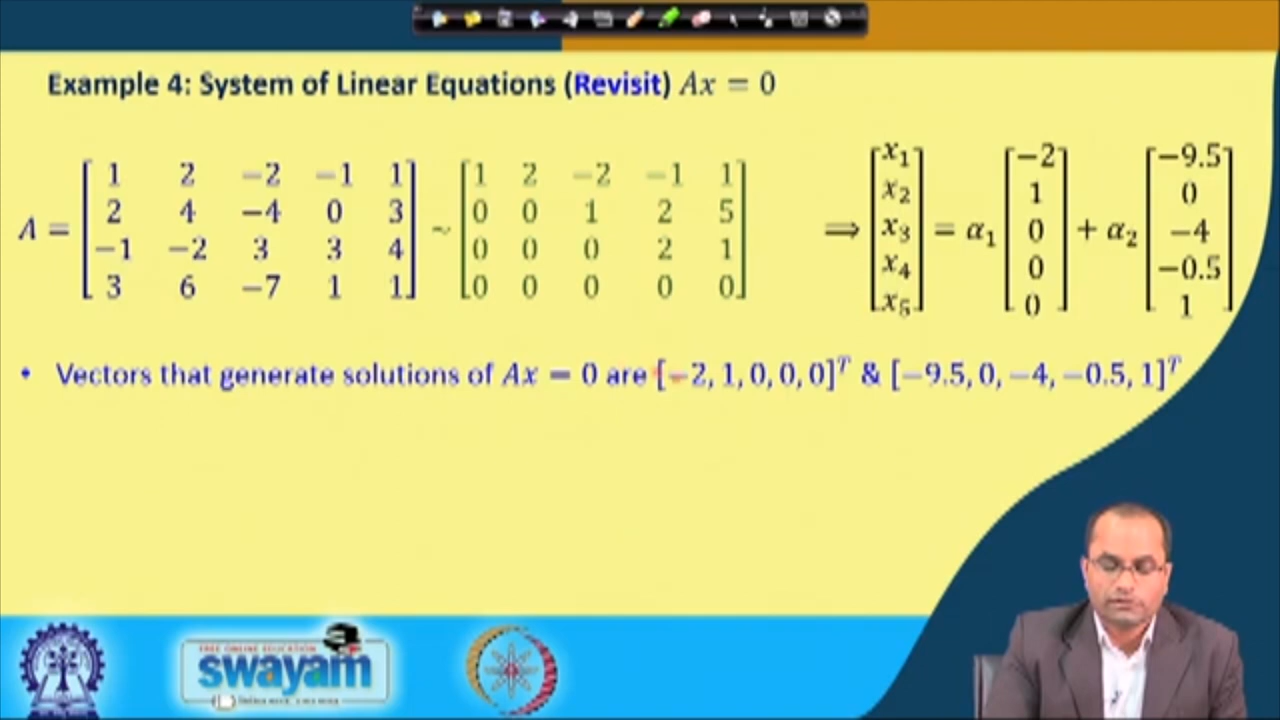 Example 4: System of Linear Equations (Revisit) Ax = 0
A = [1 2 −2 −1 1; 2 4 −4 0 3; −1 −2 3 3 4; 3 6 −7 1 1] ~ [1 2 −2 −1 1; 0 0 1 2 5; 0 0 0 2 1; 0 0 0 0 0] ⟹ [x₁; x₂; x₃; x₄; x₅] = α₁ [−2; 1; 0; 0; 0] + α₂ [−9.5; 0; −4; −0.5; 1]
• Vectors that generate solutions of Ax = 0 are [−2, 1, 0, 0, 0]ᵀ & [−9.5, 0, −4, −0.5, 1]ᵀ
FREE ONLINE EDUCATION
swayam